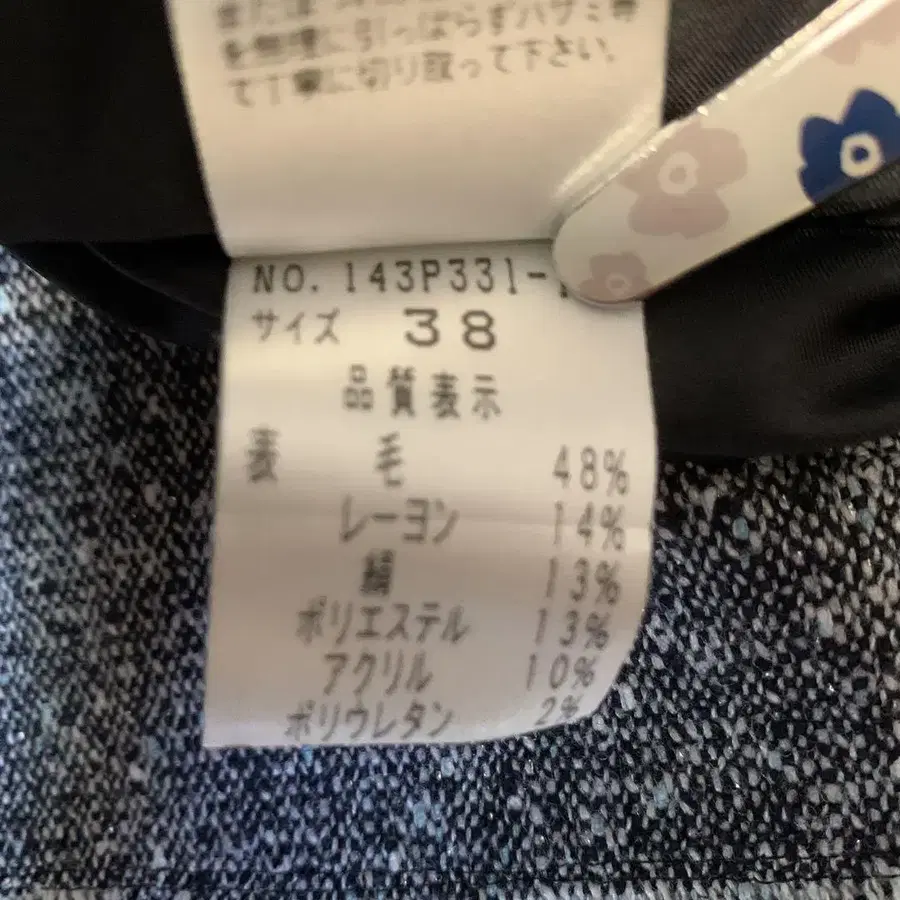 を無理に引っぱらずハサミ等
で丁寧に切り取って下さい。
NO. 143P331-
サイズ 38
品質表示
表 毛 48%
レーヨン 14%
絹 13%
ポリエステル 13%
アクリル 10%
ポリウレタン 2%